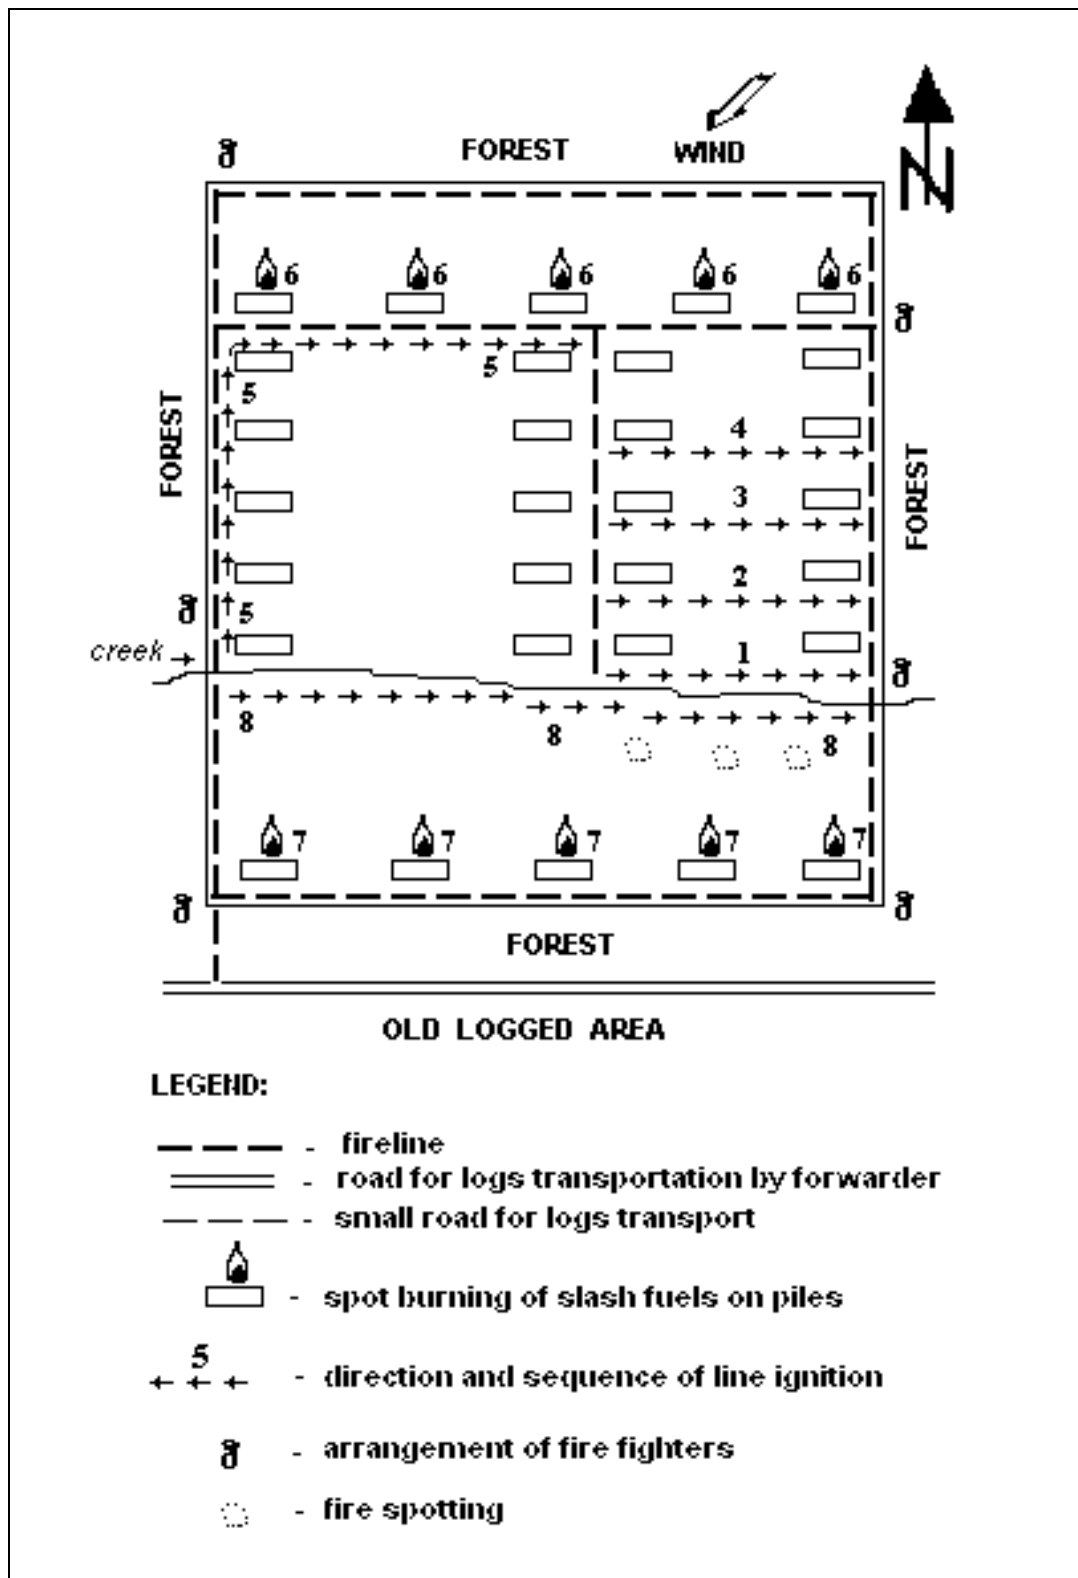 FOREST
WIND
N
6 6 6 6 6
5
5
4
FOREST
3
FOREST
2
5
creek
1
8
8
8
7 7 7 7 7
FOREST
OLD LOGGED AREA
LEGEND:
- fireline
- road for logs transportation by forwarder
- small road for logs transport
- spot burning of slash fuels on piles
5
- direction and sequence of line ignition
- arrangement of fire fighters
- fire spotting